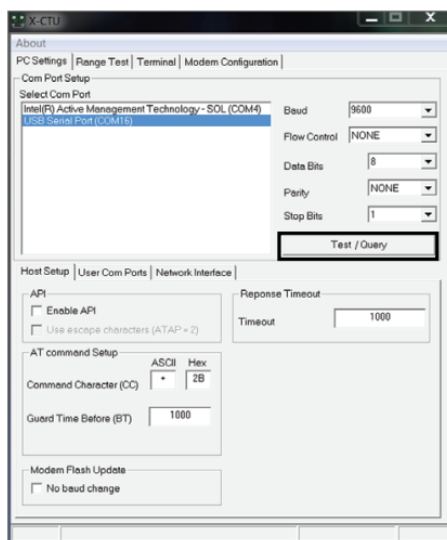 X-CTU
About
PC Settings Range Test Terminal Modem Configuration
Com Port Setup
Select Com Port
Intel(R) Active Management Technology - SOL (COM4)
USB Serial Port (COM16)
Baud 9600
Flow Control NONE
Data Bits 8
Parity NONE
Stop Bits 1
Test / Query
Host Setup User Com Ports Network Interface
API
Enable API
Use escape characters (ATAP = 2)
Reponse Timeout
Timeout 1000
AT command Setup
ASCII Hex
Command Character (CC) + 2B
Guard Time Before (BT) 1000
Modem Flash Update
No baud change